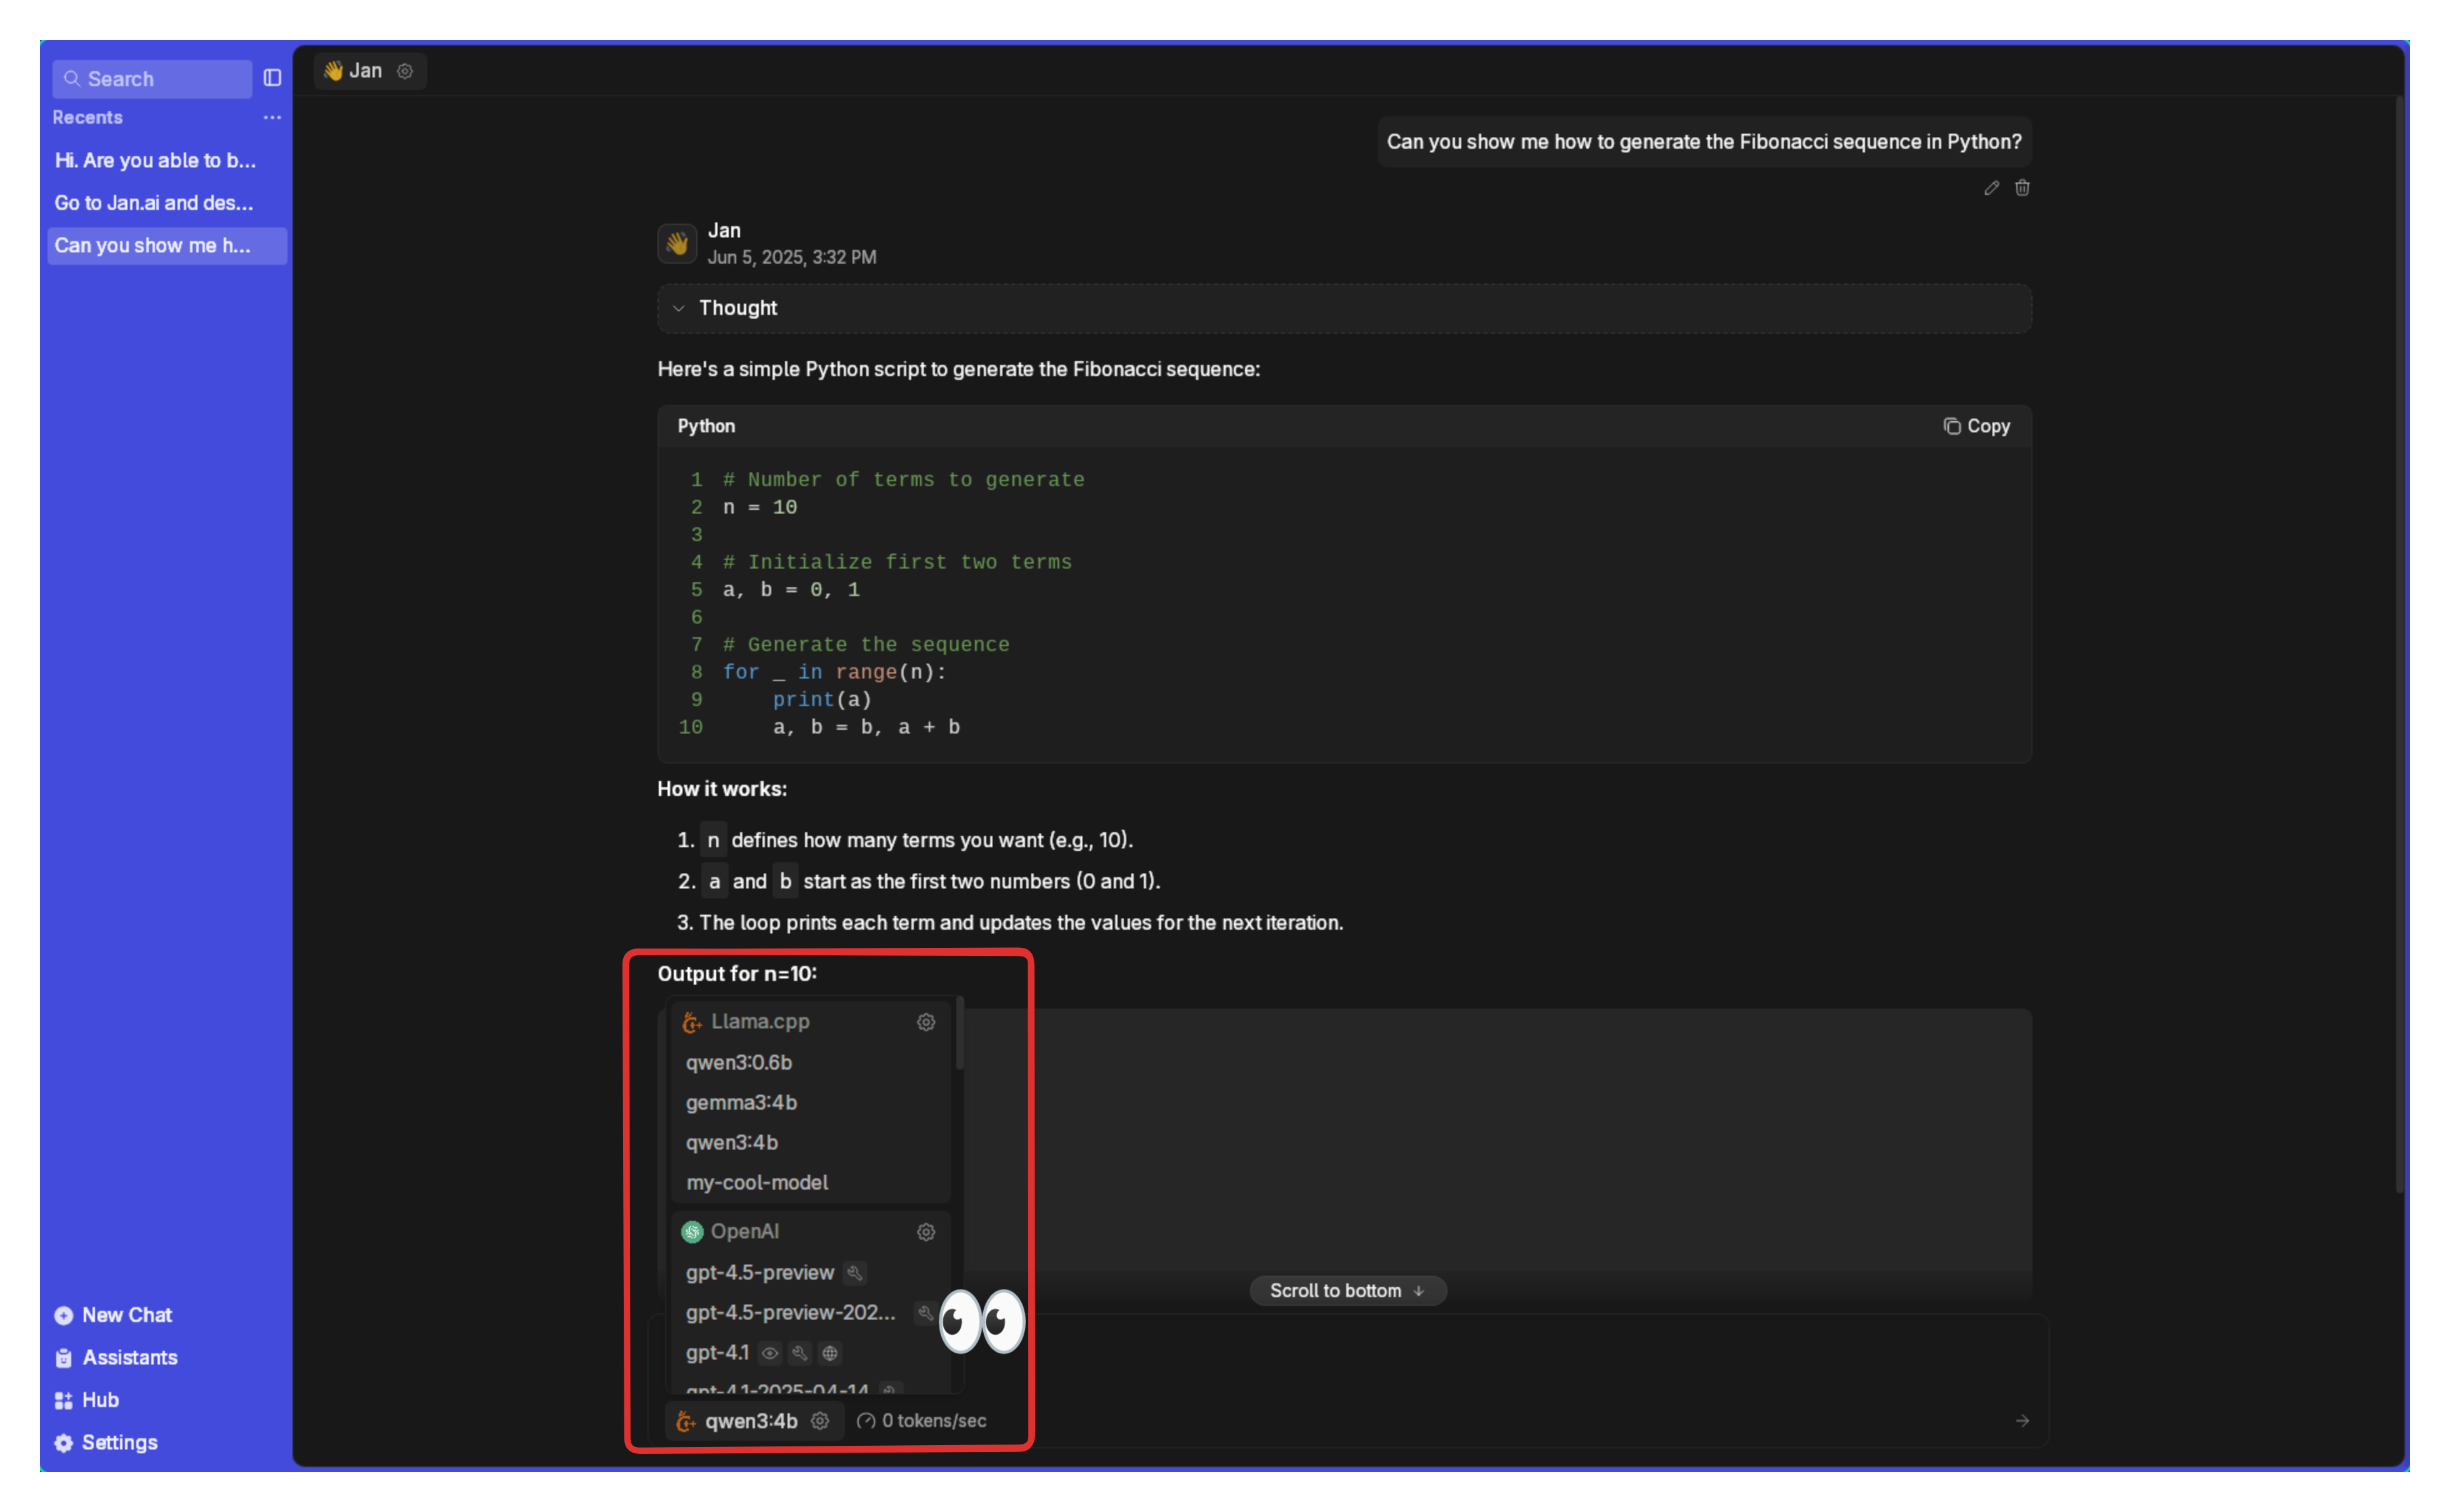 Search
Recents
Hi. Are you able to b...
Go to Jan.ai and des...
Can you show me h...
New Chat
Assistants
Hub
Settings
👋 Jan
Can you show me how to generate the Fibonacci sequence in Python?
Jan
Jun 5, 2025, 3:32 PM
Thought
Here's a simple Python script to generate the Fibonacci sequence:
Python
Copy
1 # Number of terms to generate
2 n = 10
3
4 # Initialize first two terms
5 a, b = 0, 1
6
7 # Generate the sequence
8 for _ in range(n):
9     print(a)
10     a, b = b, a + b
How it works:
1. n defines how many terms you want (e.g., 10).
2. a and b start as the first two numbers (0 and 1).
3. The loop prints each term and updates the values for the next iteration.
Output for n=10:
Llama.cpp
qwen3:0.6b
gemma3:4b
qwen3:4b
my-cool-model
OpenAI
gpt-4.5-preview
gpt-4.5-preview-202...
gpt-4.1
gpt-4.1-2025-04-14
Scroll to bottom
qwen3:4b
0 tokens/sec